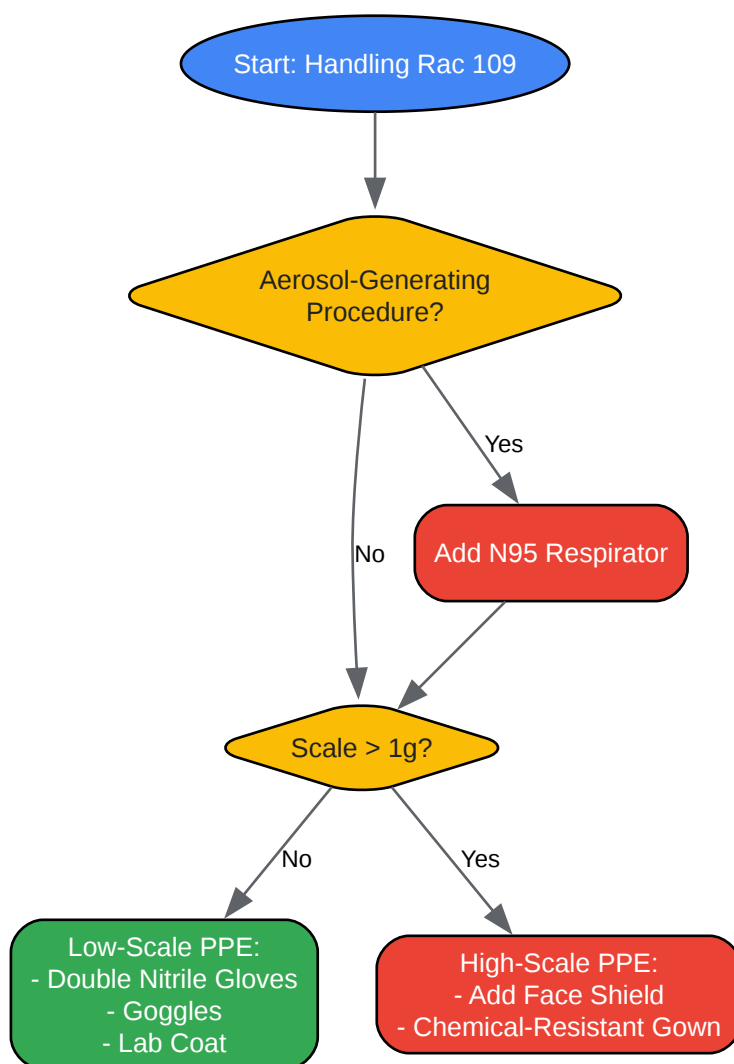 Start: Handling Rac 109
Aerosol-Generating
Procedure?
Yes
No
Add N95 Respirator
Scale > 1g?
No
Yes
Low-Scale PPE:
- Double Nitrile Gloves
- Goggles
- Lab Coat
High-Scale PPE:
- Add Face Shield
- Chemical-Resistant Gown